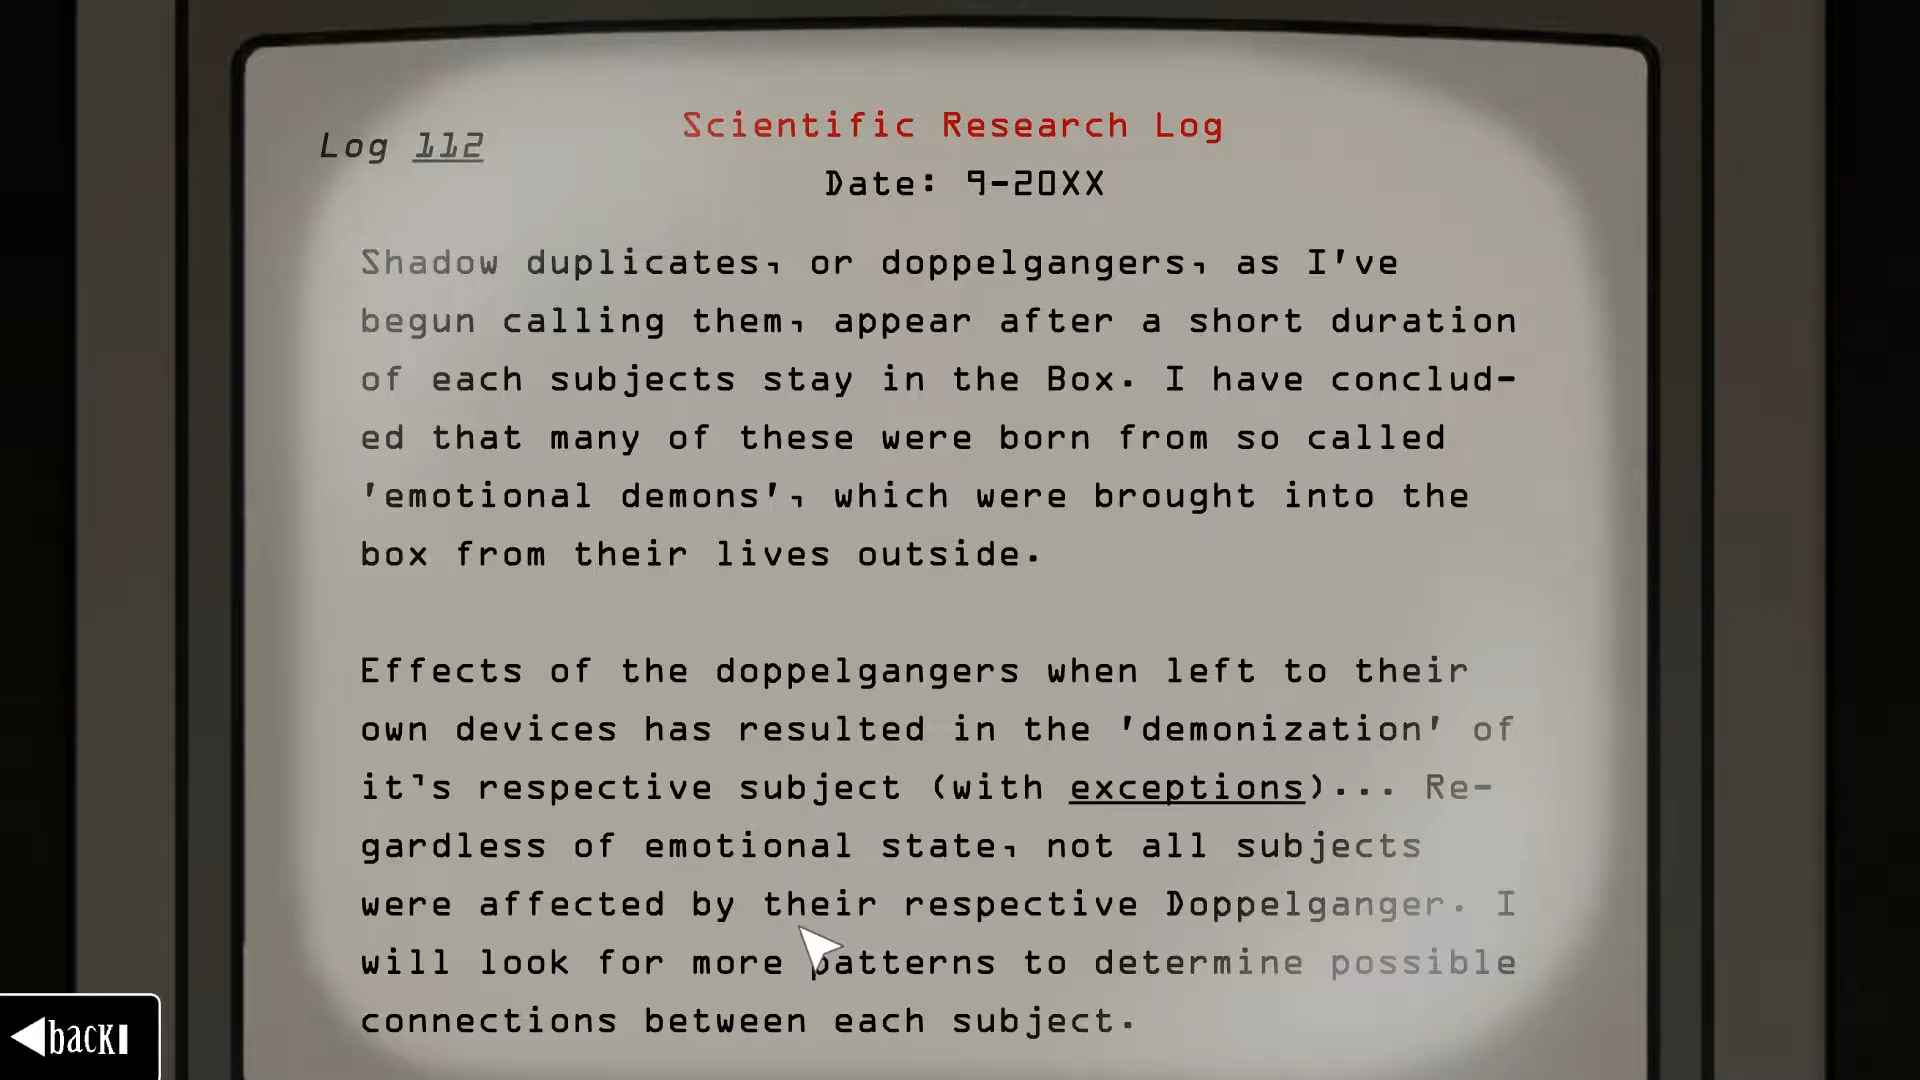 Scientific Research Log
Log 112
Date: 9-20XX
Shadow duplicates, or doppelgangers, as I've
begun calling them, appear after a short duration
of each subjects stay in the Box. I have conclud-
ed that many of these were born from so called
'emotional demons', which were brought into the
box from their lives outside.
Effects of the doppelgangers when left to their
own devices has resulted in the 'demonization' of
it's respective subject (with exceptions)... Re-
gardless of emotional state, not all subjects
were affected by their respective Doppelganger. I
will look for more patterns to determine possible
connections between each subject.
back